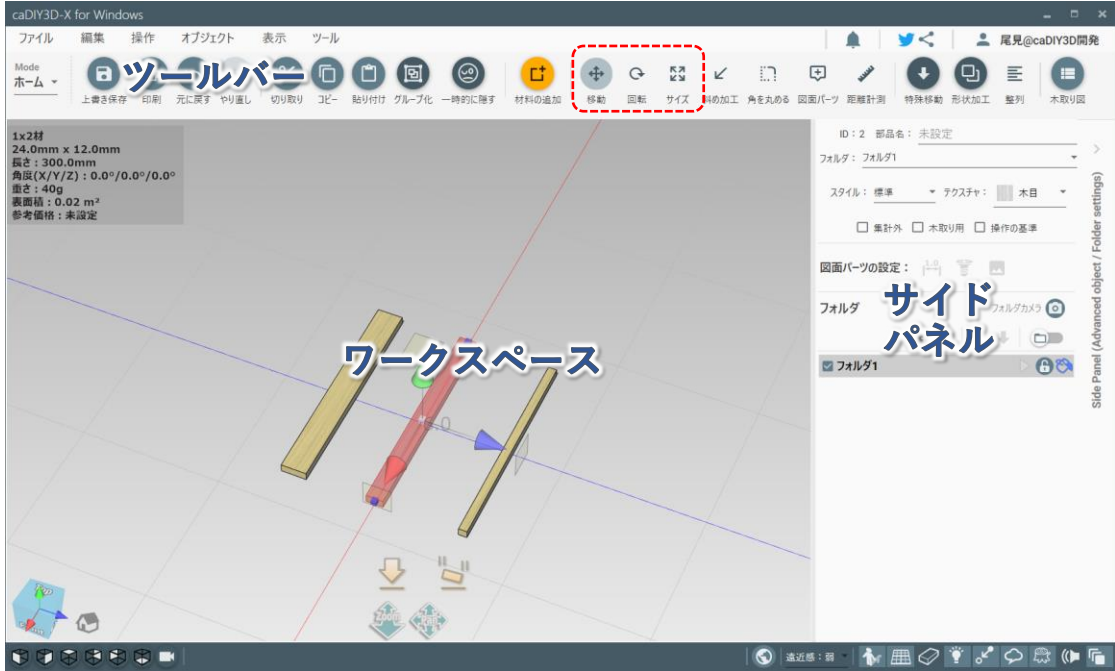 caDIY3D-X for Windows
ファイル 編集 操作 オブジェクト 表示 ツール
尾見@caDIY3D開発
Mode
ホーム
ツールバー
上書き保存 印刷 元に戻す やり直し 切り取り コピー 貼り付け グループ化 一時的に隠す 材料の追加 移動 回転 サイズ 斜め加工 角を丸める 図面パーツ 距離計測 特殊移動 形状加工 整列 木取り図
1x2材
24.0mm x 12.0mm
長さ : 300.0mm
角度(X/Y/Z) : 0.0°/0.0°/0.0°
重さ : 40g
表面積 : 0.02 m²
参考価格 : 未設定
ID : 2 部品名 : 未設定
フォルダ : フォルダ1
スタイル : 標準 テクスチャ : 木目
集計外 木取り用 操作の基準
図面パーツの設定 :
フォルダ フォルダカメラ
サイド
パネル
フォルダ1
Side Panel (Advanced object / Folder settings)
ワークスペース
Top
Zoom
遠近感 : 弱